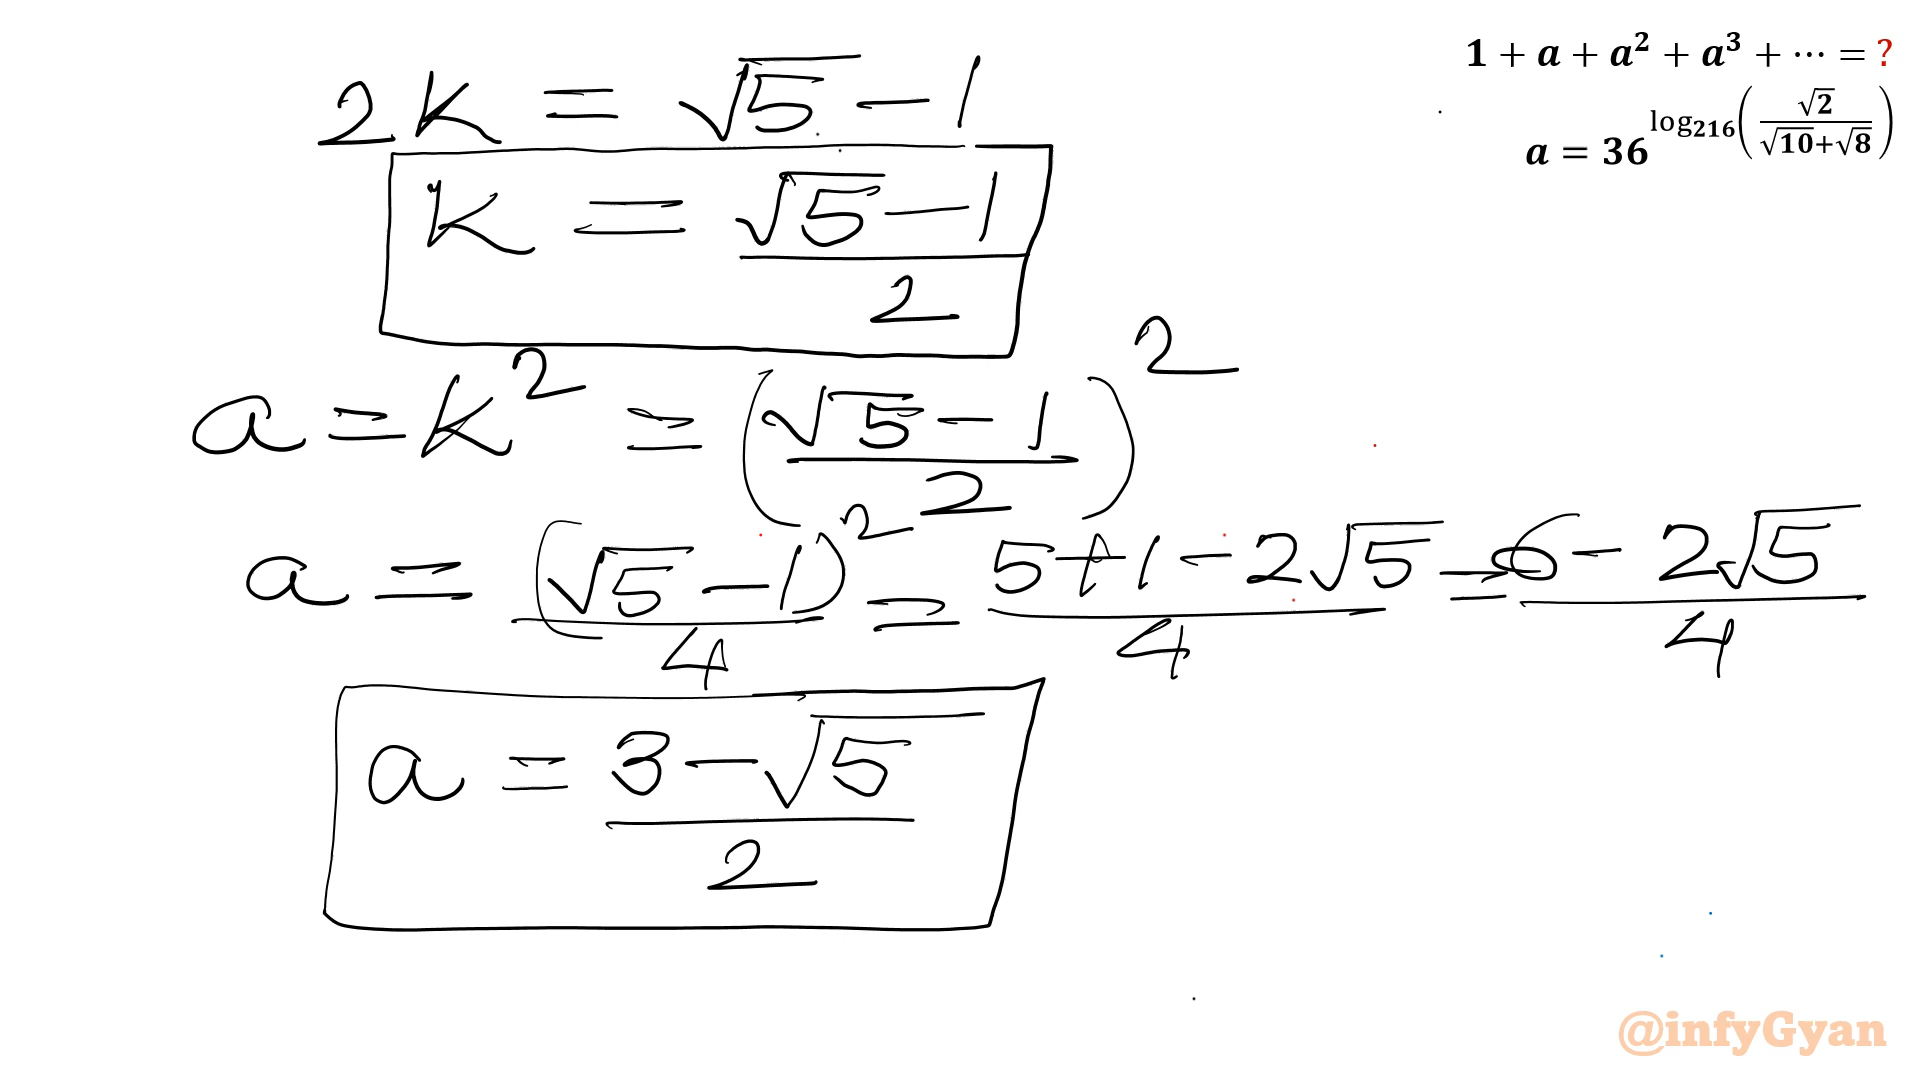 1 + a + a² + a³ + ⋯ = ?
a = 36^log₂₁₆(√2/(√10+√8))
2k = √5 − 1
k = (√5 − 1)/2
a = k² = ((√5 − 1)/2)²
a = (√5 − 1)²/4 = (5+1−2√5)/4 = (6−2√5)/4
a = (3−√5)/2
@infyGyan